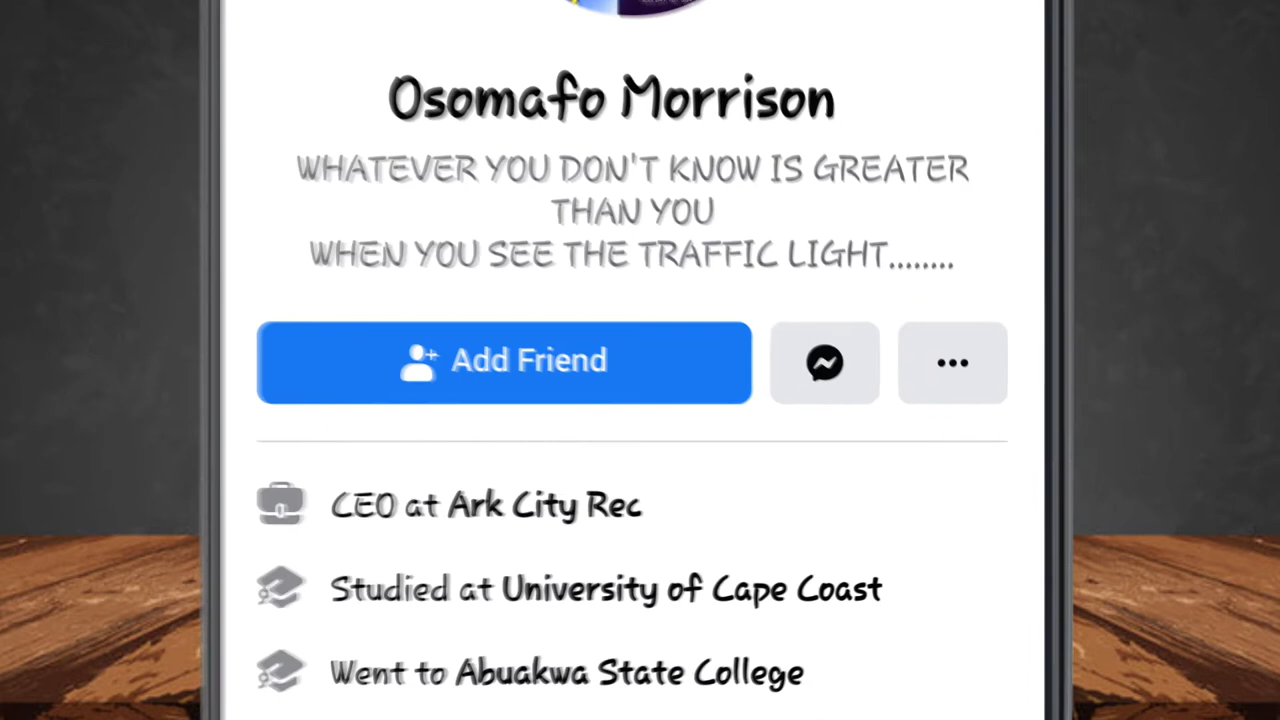 Osomafo Morrison
WHATEVER YOU DON'T KNOW IS GREATER
THAN YOU
WHEN YOU SEE THE TRAFFIC LIGHT........
Add Friend
CEO at Ark City Rec
Studied at University of Cape Coast
Went to Abuakwa State College